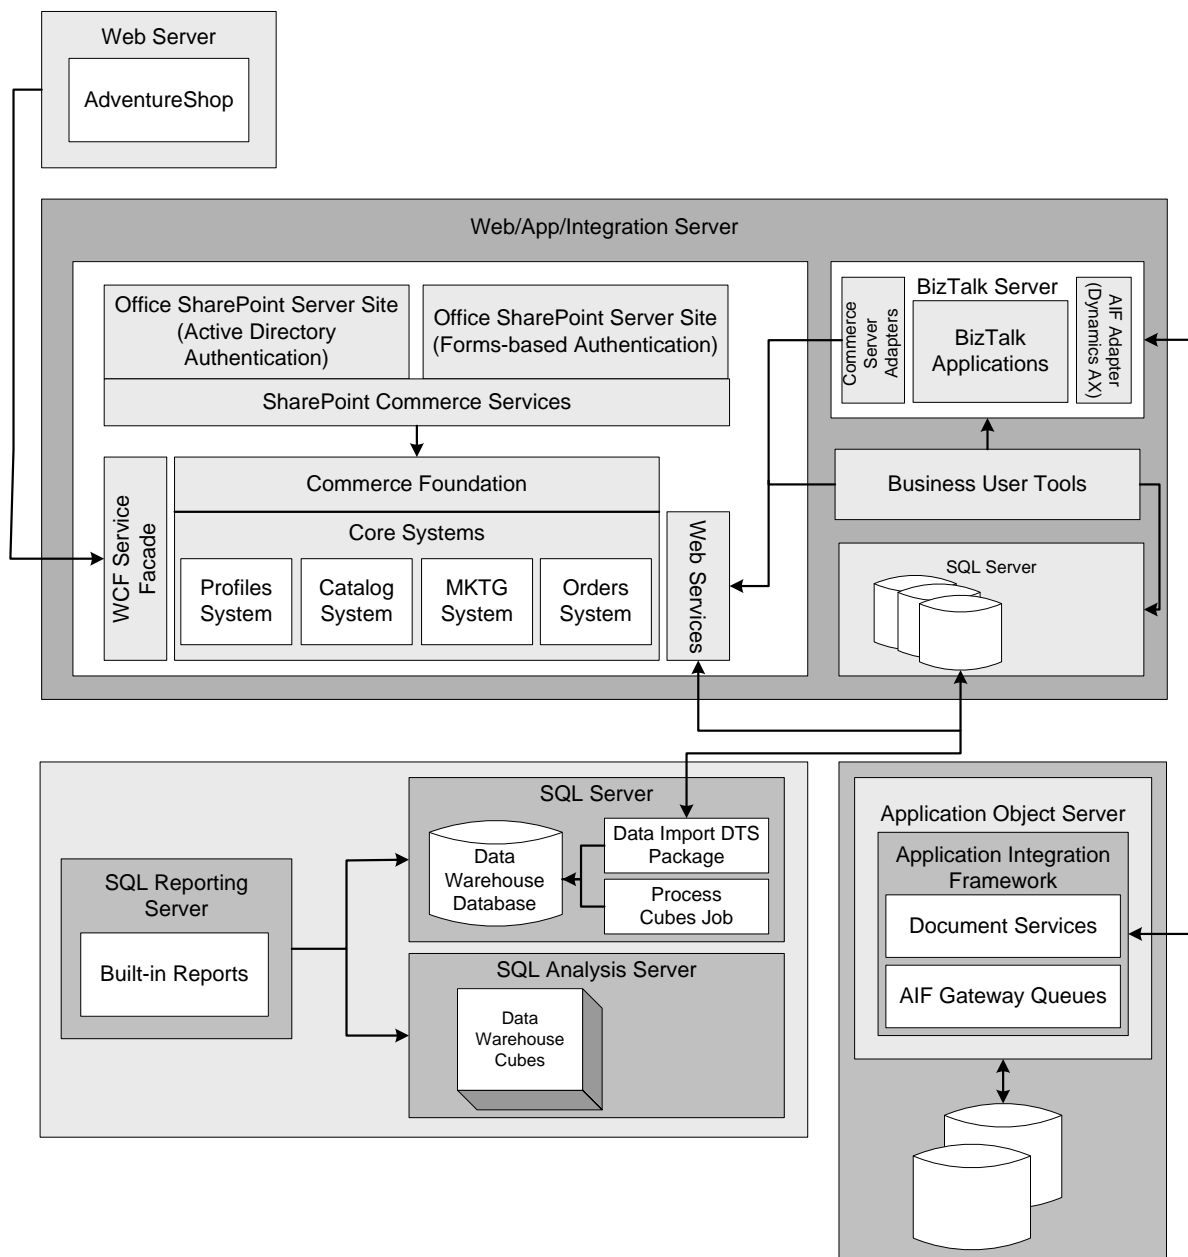 Web Server
AdventureShop
Web/App/Integration Server
Office SharePoint Server Site
(Active Directory
Authentication)
Office SharePoint Server Site
(Forms-based Authentication)
SharePoint Commerce Services
WCF Service
Facade
Commerce Foundation
Core Systems
Profiles
System
Catalog
System
MKTG
System
Orders
System
Web Services
BizTalk Server
Commerce
Server
Adapters
BizTalk
Applications
AIF Adapter
(Dynamics AX)
Business User Tools
SQL Server
SQL Reporting
Server
Built-in Reports
SQL Server
Data
Warehouse
Database
Data Import DTS
Package
Process
Cubes Job
SQL Analysis Server
Data
Warehouse
Cubes
Application Object Server
Application Integration
Framework
Document Services
AIF Gateway Queues